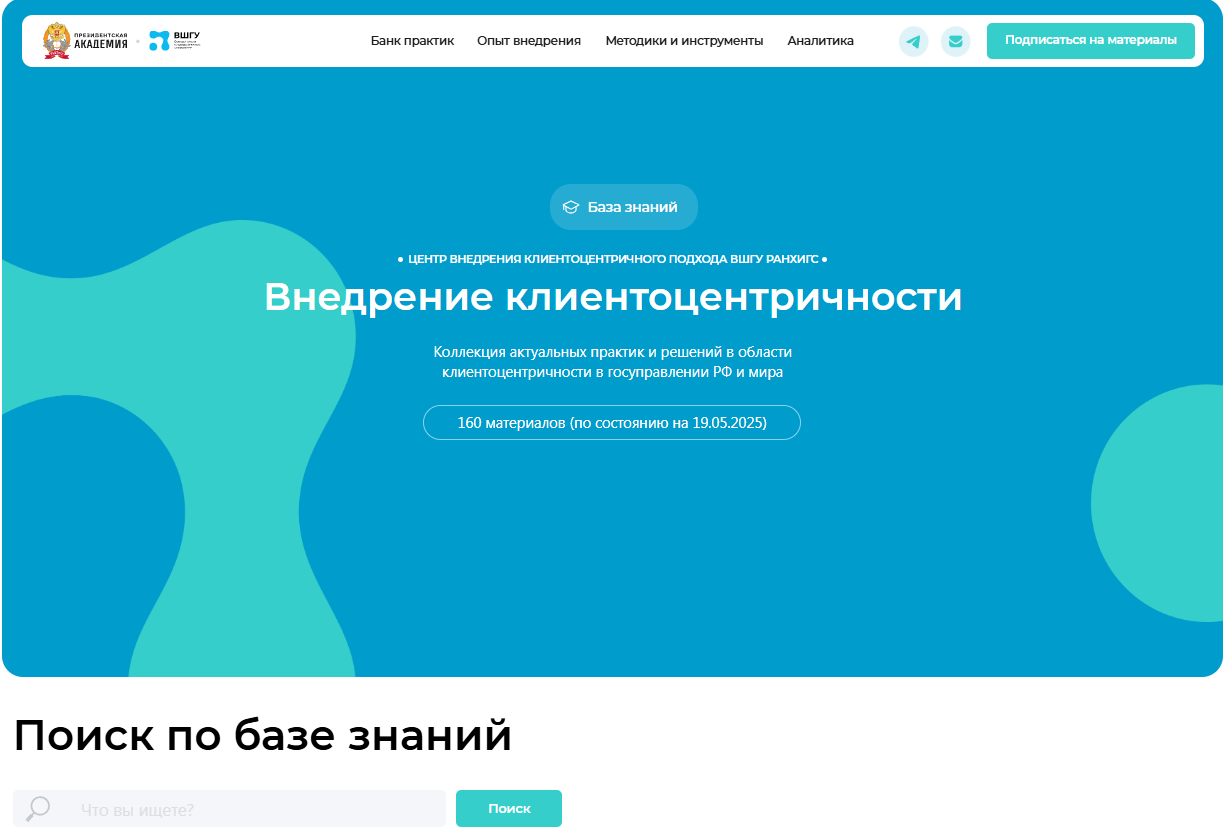 ПРЕЗИДЕНТСКАЯ
АКАДЕМИЯ
ВШГУ
Банк практик
Опыт внедрения
Методики и инструменты
Аналитика
Подписаться на материалы
База знаний
• ЦЕНТР ВНЕДРЕНИЯ КЛИЕНТОЦЕНТРИЧНОГО ПОДХОДА ВШГУ РАНХИГС •
Внедрение клиентоцентричности
Коллекция актуальных практик и решений в области
клиентоцентричности в госуправлении РФ и мира
160 материалов (по состоянию на 19.05.2025)
Поиск по базе знаний
Что вы ищете?
Поиск